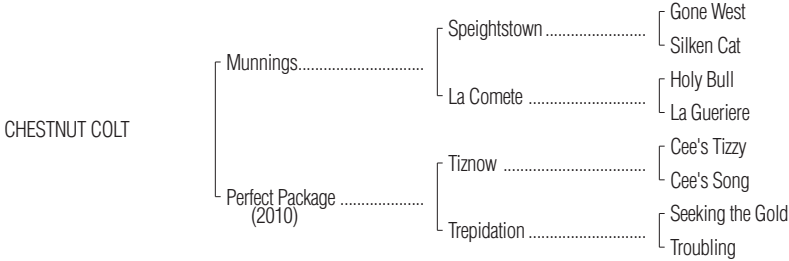 Gone West
Speightstown ........................
Silken Cat
Munnings..............................
Holy Bull
La Comete ............................
La Gueriere
CHESTNUT COLT
Cee's Tizzy
Tiznow ..................................
Cee's Song
Perfect Package ....................
(2010)
Seeking the Gold
Trepidation ............................
Troubling